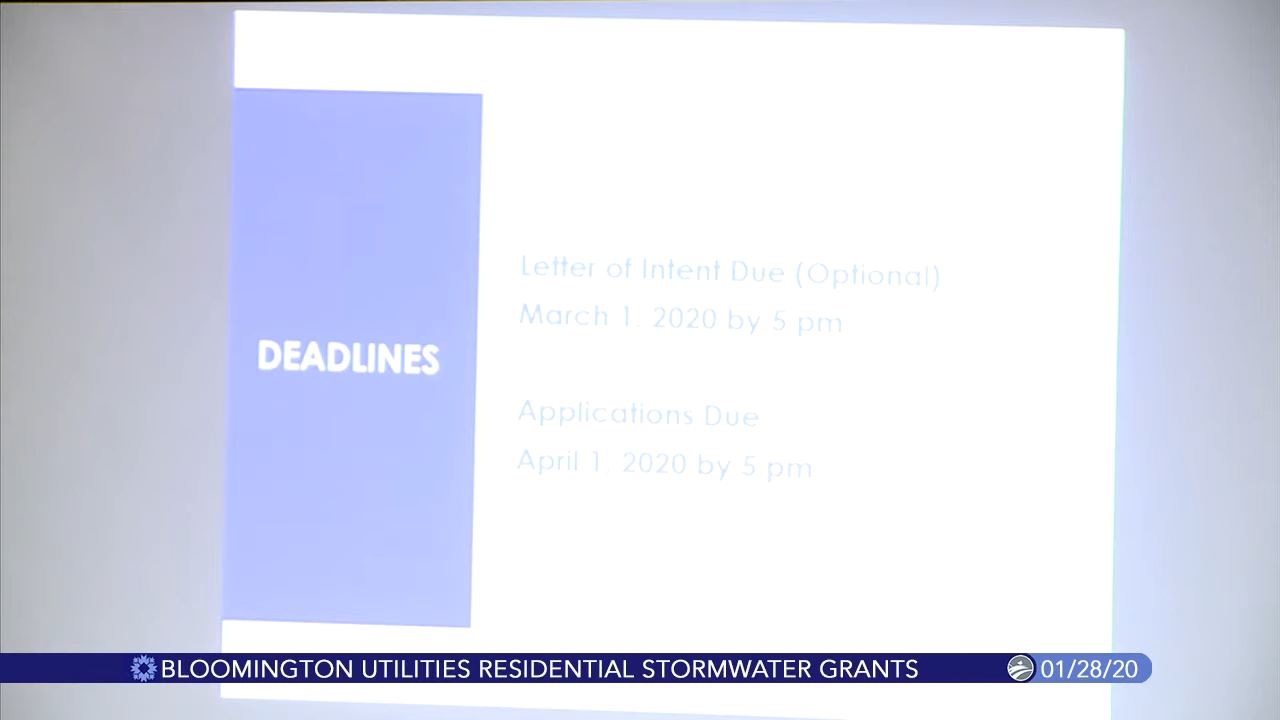 DEADLINES
Letter of Intent Due (Optional)
March 1, 2020 by 5 pm
Applications Due
April 1, 2020 by 5 pm
BLOOMINGTON UTILITIES RESIDENTIAL STORMWATER GRANTS
01/28/20